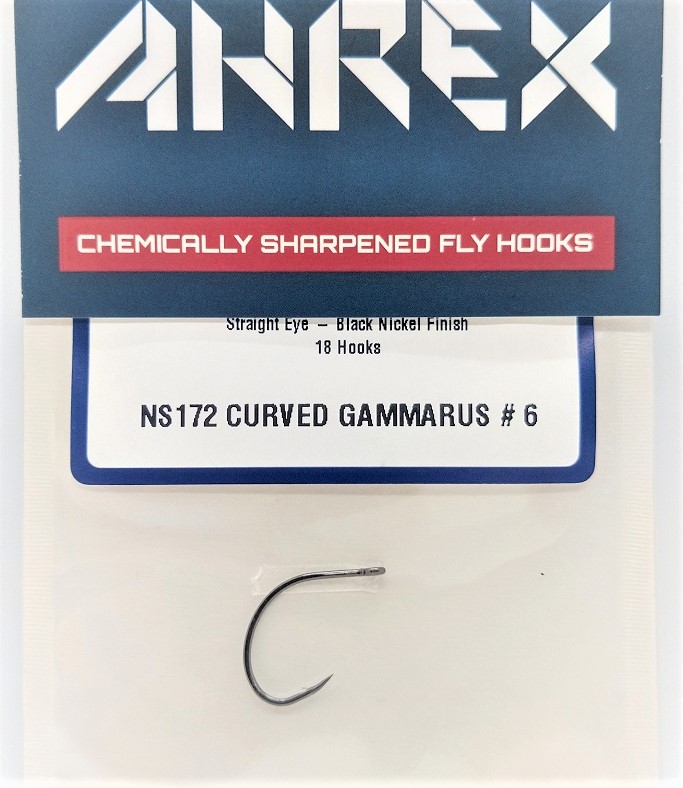 AHREX
CHEMICALLY SHARPENED FLY HOOKS
Straight Eye – Black Nickel Finish
18 Hooks
NS172 CURVED GAMMARUS # 6